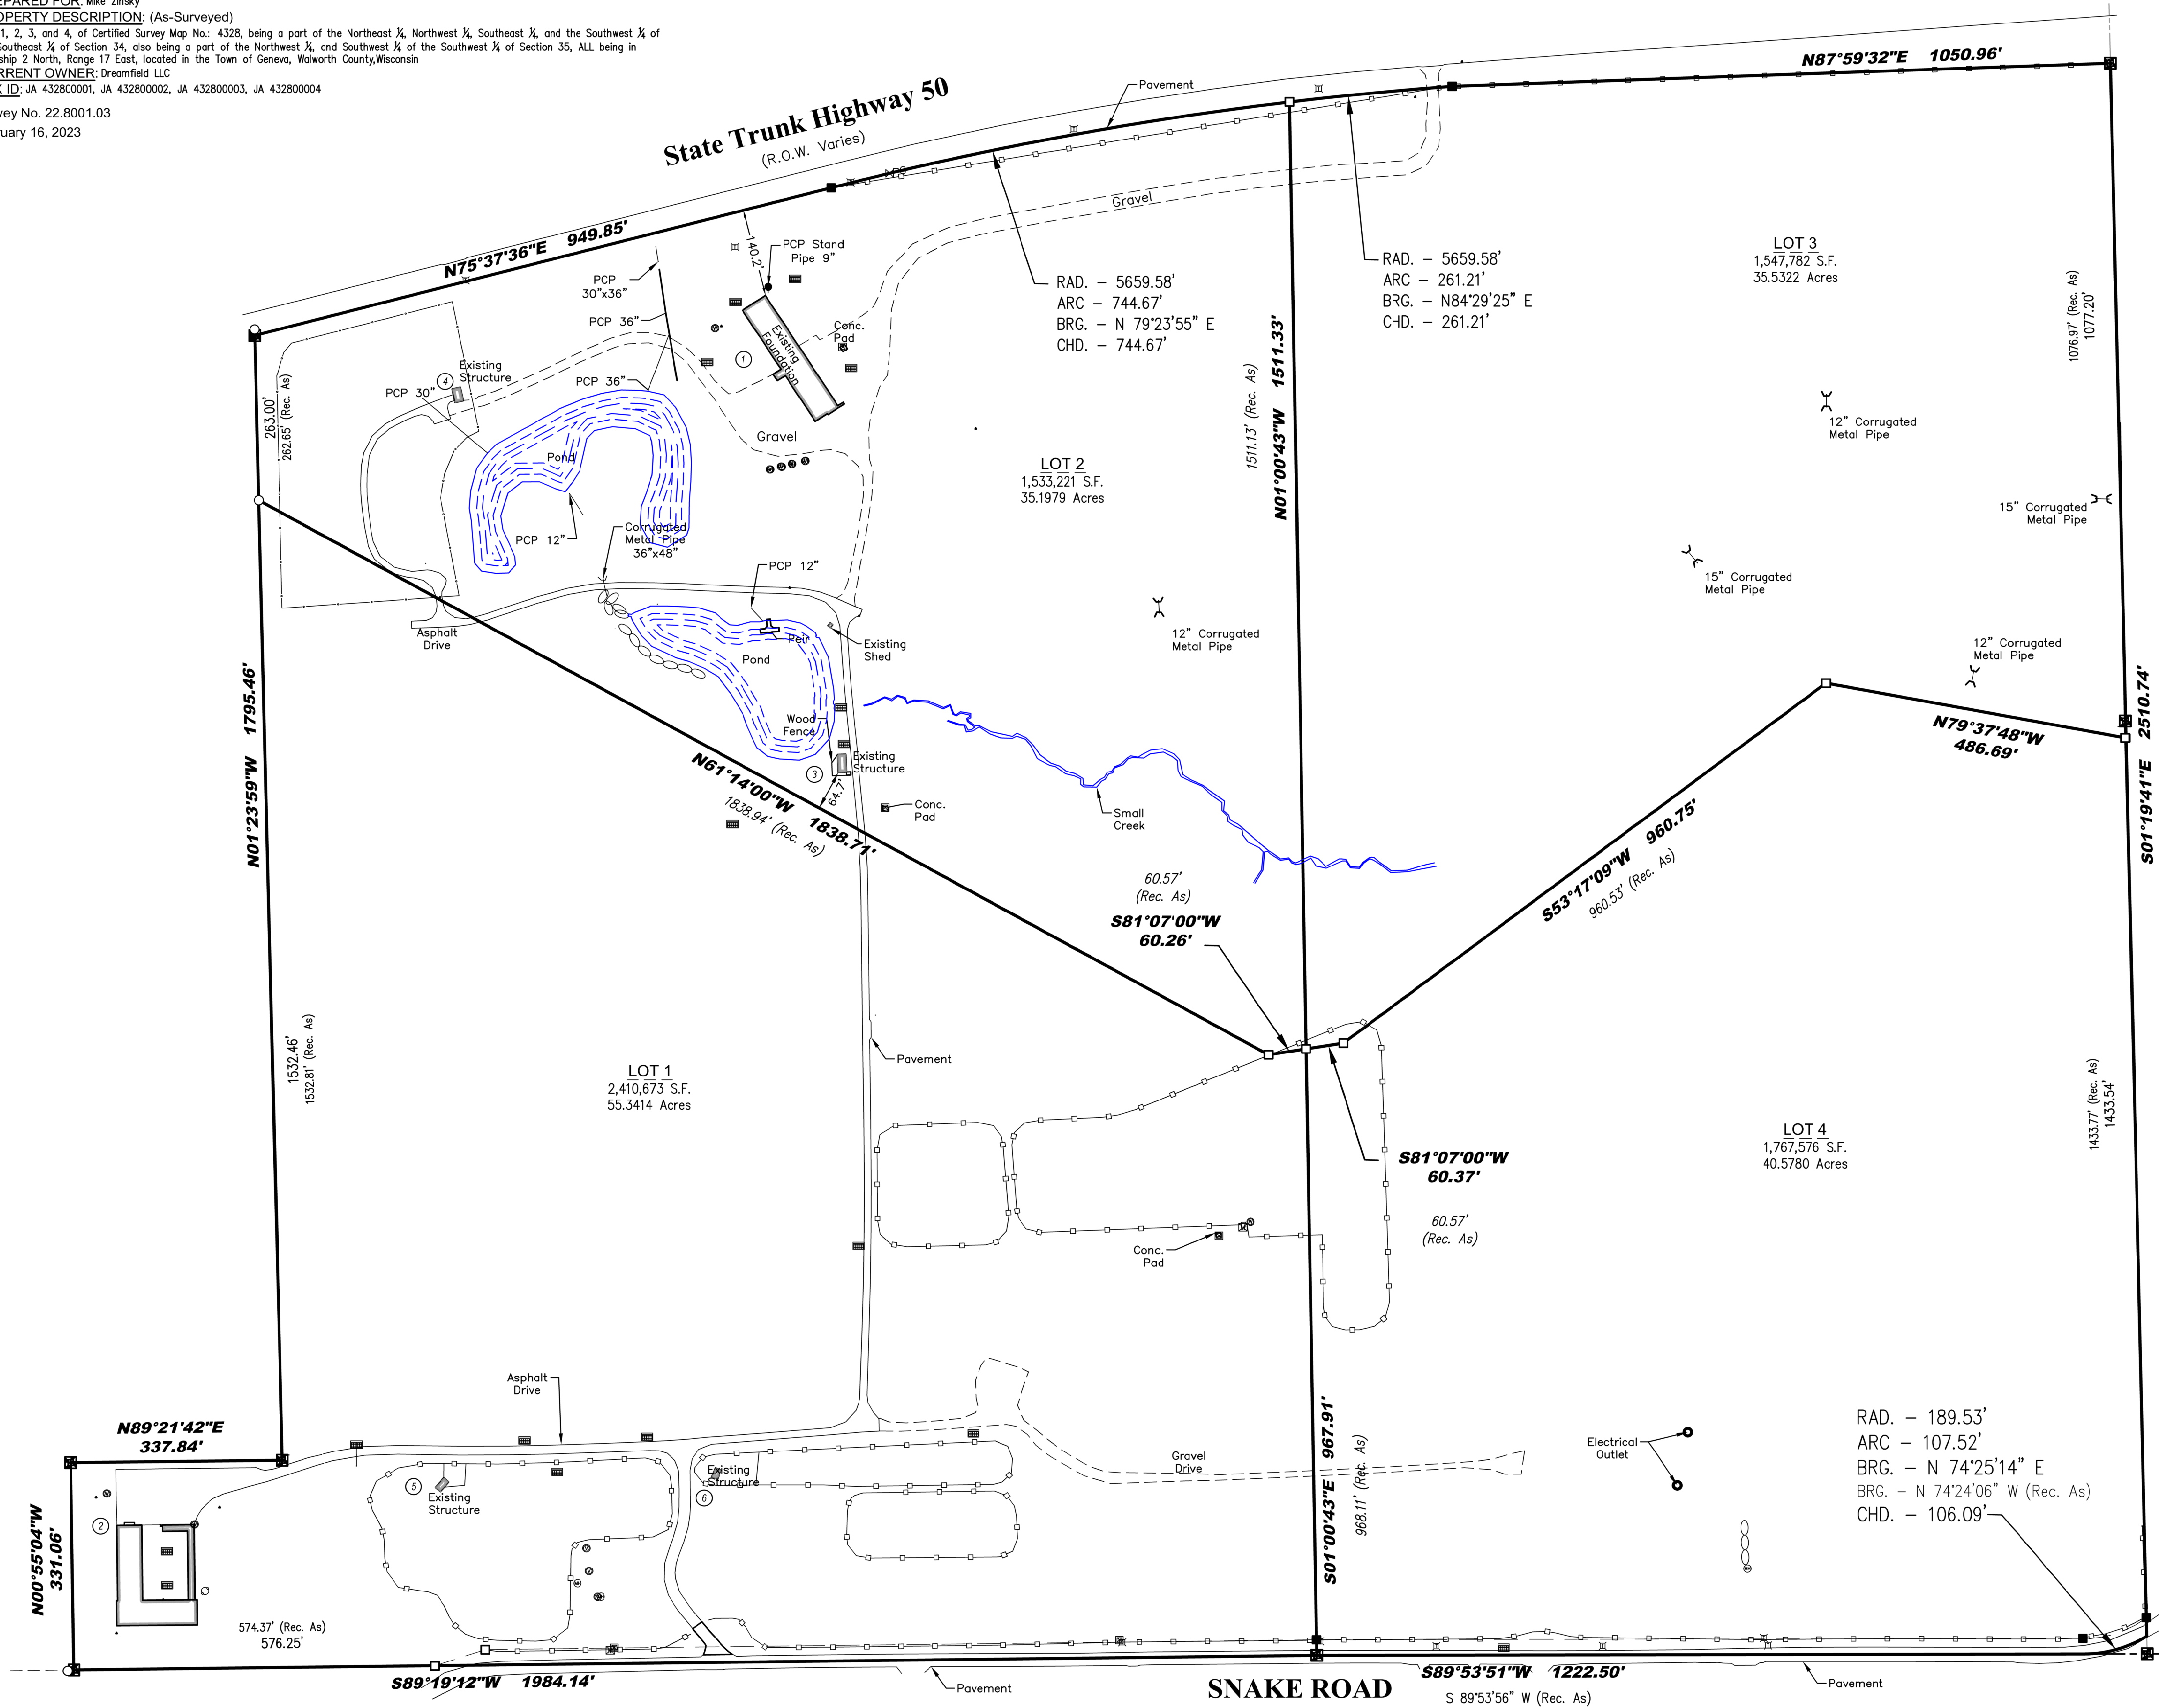 PREPARED FOR: Mike Zinsky
PROPERTY DESCRIPTION: (As-Surveyed)
1, 2, 3, and 4, of Certified Survey Map No.: 4328, being a part of the Northeast ¼, Northwest ¼, Southeast ¼, and the Southwest ¼ of
Southeast ¼ of Section 34, also being a part of the Northwest ¼, and Southwest ¼ of the Southwest ¼ of Section 35, ALL being in
ship 2 North, Range 17 East, located in the Town of Geneva, Walworth County,Wisconsin
RRENT OWNER: Dreamfield LLC
ID: JA 432800001, JA 432800002, JA 432800003, JA 432800004
vey No. 22.8001.03
ruary 16, 2023
State Trunk Highway 50
(R.O.W. Varies)
Pavement
N87°59'32"E 1050.96'
N75°37'36"E 949.85'
Gravel
140.2'
PCP Stand
Pipe 9"
PCP
30"x36"
PCP 36"
Existing
Foundation
Conc.
Pad
1
RAD. - 5659.58'
ARC - 744.67'
BRG. - N 79°23'55" E
CHD. - 744.67'
RAD. - 5659.58'
ARC - 261.21'
BRG. - N84°29'25" E
CHD. - 261.21'
LOT 3
1,547,782 S.F.
35.5322 Acres
1076.97' (Rec. As)
1077.20'
N01°00'43"W 1511.33'
1511.13' (Rec. As)
263.00'
262.65' (Rec. As)
4
Existing
Structure
PCP 30"
PCP 36"
Pond
Gravel
PCP 12"
Corrugated
Metal Pipe
36"x48"
LOT 2
1,533,221 S.F.
35.1979 Acres
12" Corrugated
Metal Pipe
15" Corrugated
Metal Pipe
15" Corrugated
Metal Pipe
12" Corrugated
Metal Pipe
12" Corrugated
Metal Pipe
PCP 12"
Asphalt
Drive
Pond
Existing
Shed
Wood
Fence
3
Existing
Structure
64.7'
Conc.
Pad
Small
Creek
N01°23'59"W 1795.46'
N61°14'00"W 1838.71'
1838.94' (Rec. As)
N79°37'48"W
486.69'
S01°19'41"E 2510.74'
S53°17'09"W 960.75'
960.53' (Rec. As)
60.57'
(Rec. As)
S81°07'00"W
60.26'
1532.46'
1532.81' (Rec. As)
LOT 1
2,410,673 S.F.
55.3414 Acres
Pavement
S81°07'00"W
60.37'
60.57'
(Rec. As)
LOT 4
1,767,576 S.F.
40.5780 Acres
1433.77' (Rec. As)
1433.54'
Conc.
Pad
Asphalt
Drive
N89°21'42"E
337.84'
N00°55'04"W
331.06'
2
5
Existing
Structure
6
Existing
Structure
Gravel
Drive
S01°00'43"E 967.91'
968.11' (Rec. As)
Electrical
Outlet
RAD. - 189.53'
ARC - 107.52'
BRG. - N 74°25'14" E
BRG. - N 74°24'06" W (Rec. As)
CHD. - 106.09'
574.37' (Rec. As)
576.25'
S89°19'12"W 1984.14'
Pavement
SNAKE ROAD
S89°53'51"W 1222.50'
S 89°53'56" W (Rec. As)
Pavement